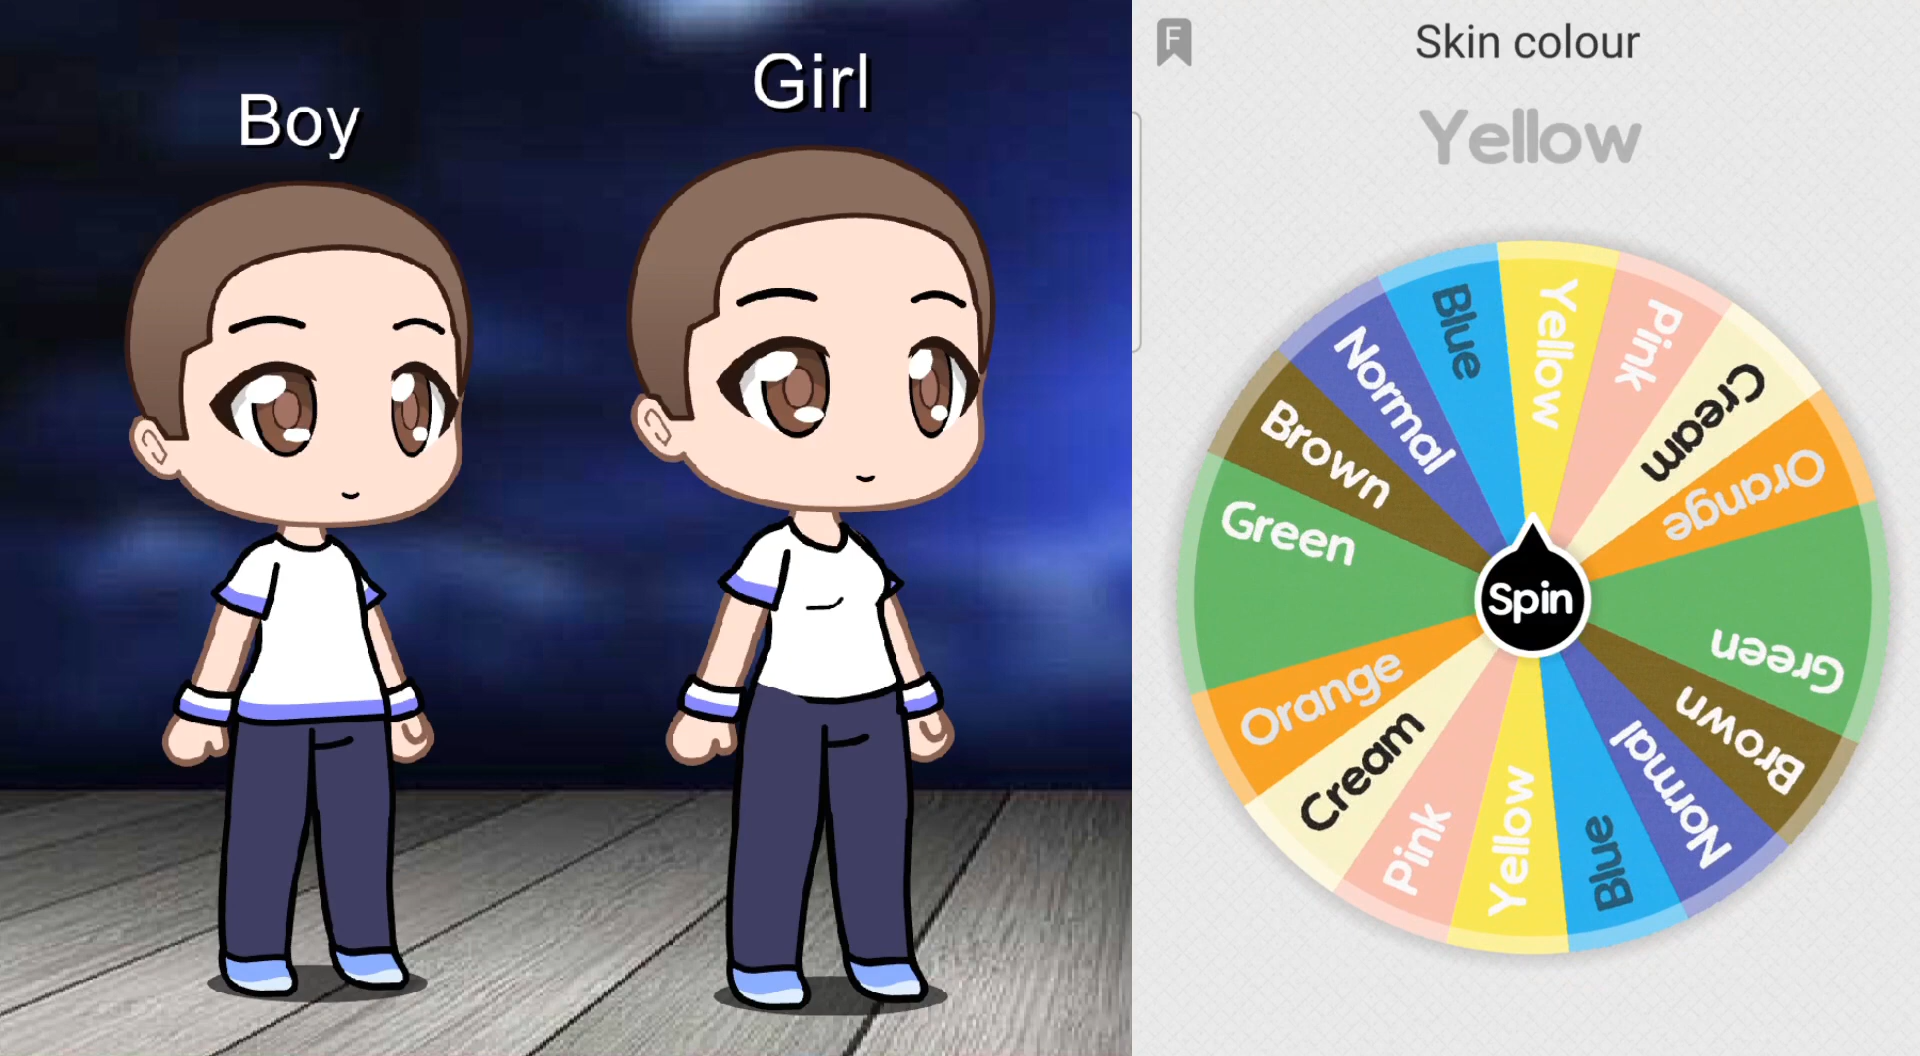 Boy
Girl
F
Skin colour
Yellow
Yellow
Pink
Cream
Orange
Green
Brown
Normal
Blue
Yellow
Pink
Cream
Orange
Green
Brown
Normal
Blue
Spin